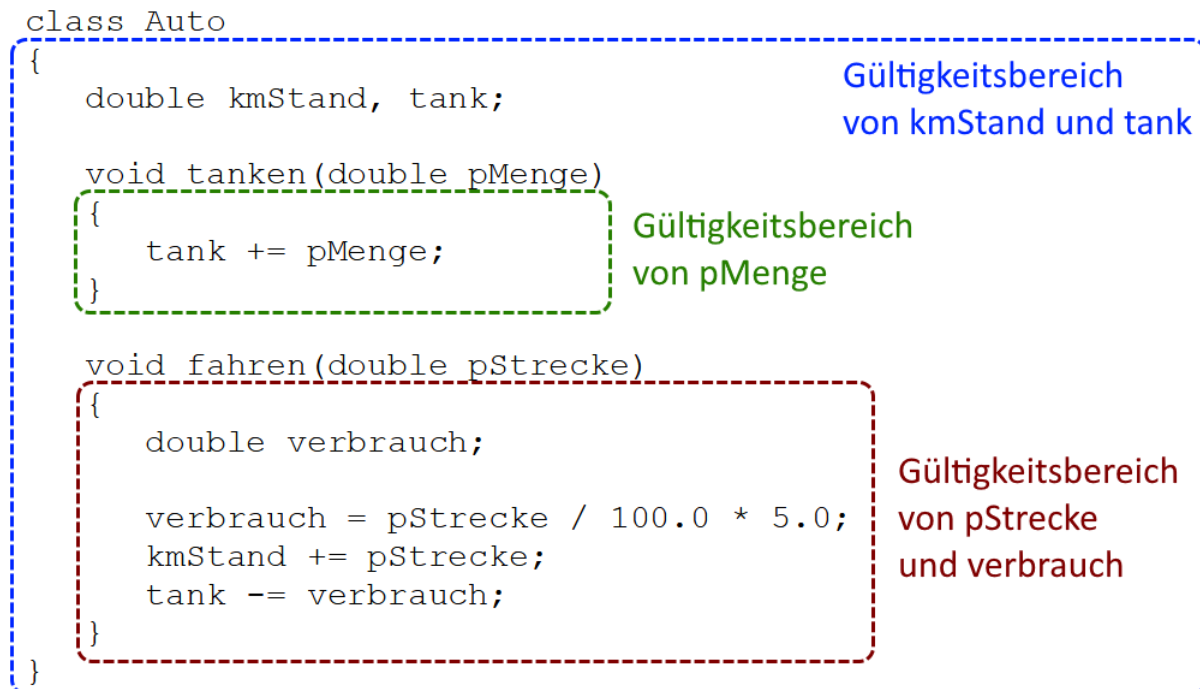 class Auto
{
Gültigkeitsbereich
von kmStand und tank
double kmStand, tank;
void tanken(double pMenge)
{
tank += pMenge;
}
Gültigkeitsbereich
von pMenge
void fahren(double pStrecke)
{
double verbrauch;
verbrauch = pStrecke / 100.0 * 5.0;
kmStand += pStrecke;
tank -= verbrauch;
}
Gültigkeitsbereich
von pStrecke
und verbrauch
}